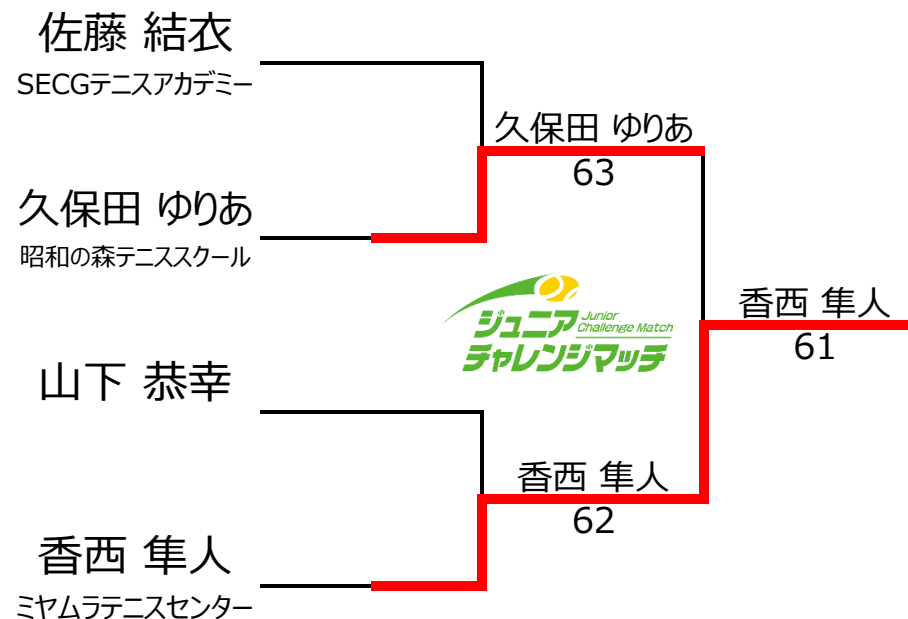 佐藤 結衣
SECGテニスアカデミー
久保田 ゆりあ
63
久保田 ゆりあ
昭和の森テニススクール
ジュニア
Junior
Challenge Match
チャレンジマッチ
香西 隼人
61
山下 恭幸
香西 隼人
62
香西 隼人
ミヤムラテニスセンター